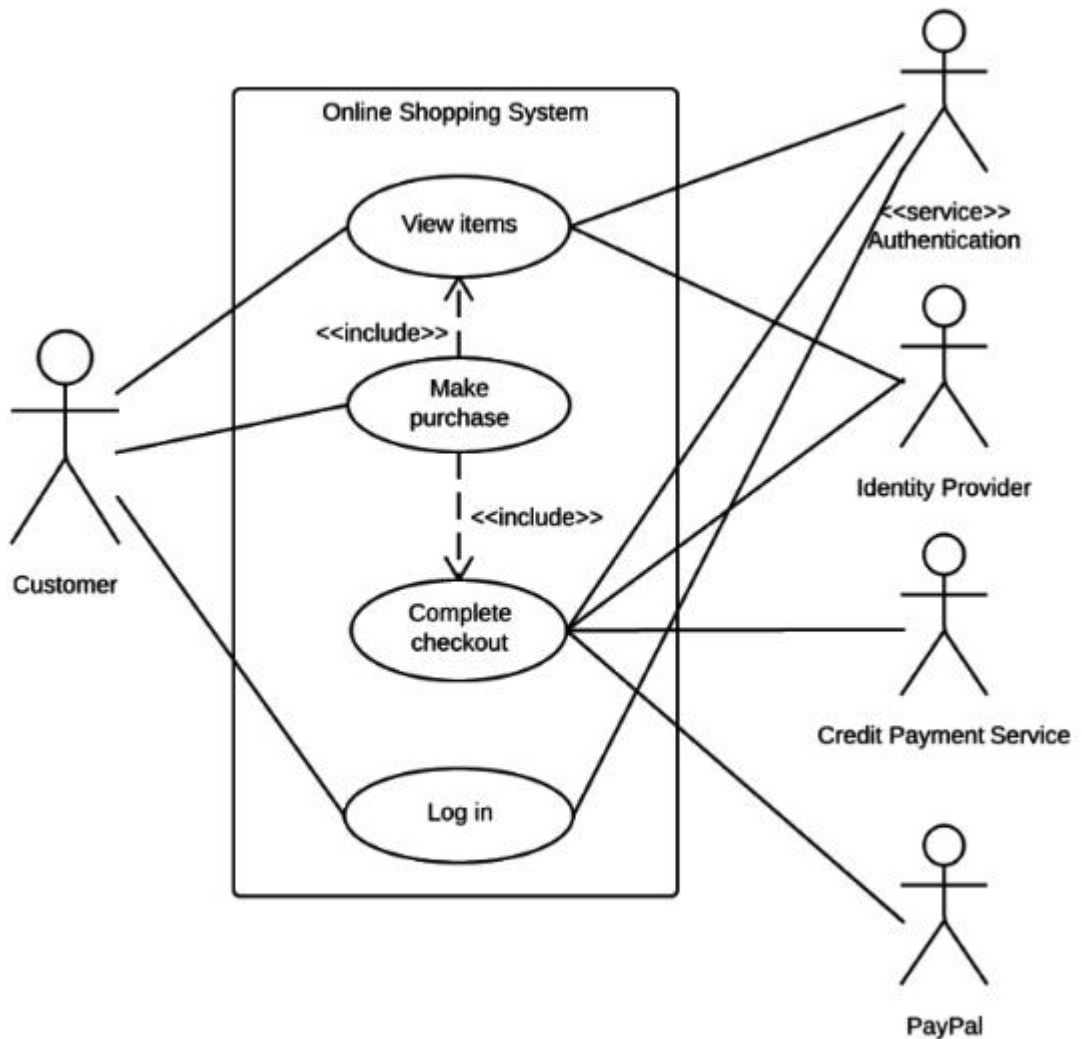 Online Shopping System
View items
<<service>>
Authentication
<<include>>
Make
purchase
Identity Provider
<<include>>
Customer
Complete
checkout
Credit Payment Service
Log in
PayPal